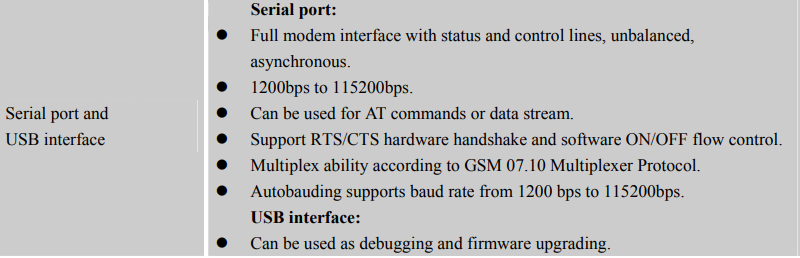 Serial port and
USB interface
Serial port:
● Full modem interface with status and control lines, unbalanced,
asynchronous.
● 1200bps to 115200bps.
● Can be used for AT commands or data stream.
● Support RTS/CTS hardware handshake and software ON/OFF flow control.
● Multiplex ability according to GSM 07.10 Multiplexer Protocol.
● Autobauding supports baud rate from 1200 bps to 115200bps.
USB interface:
● Can be used as debugging and firmware upgrading.